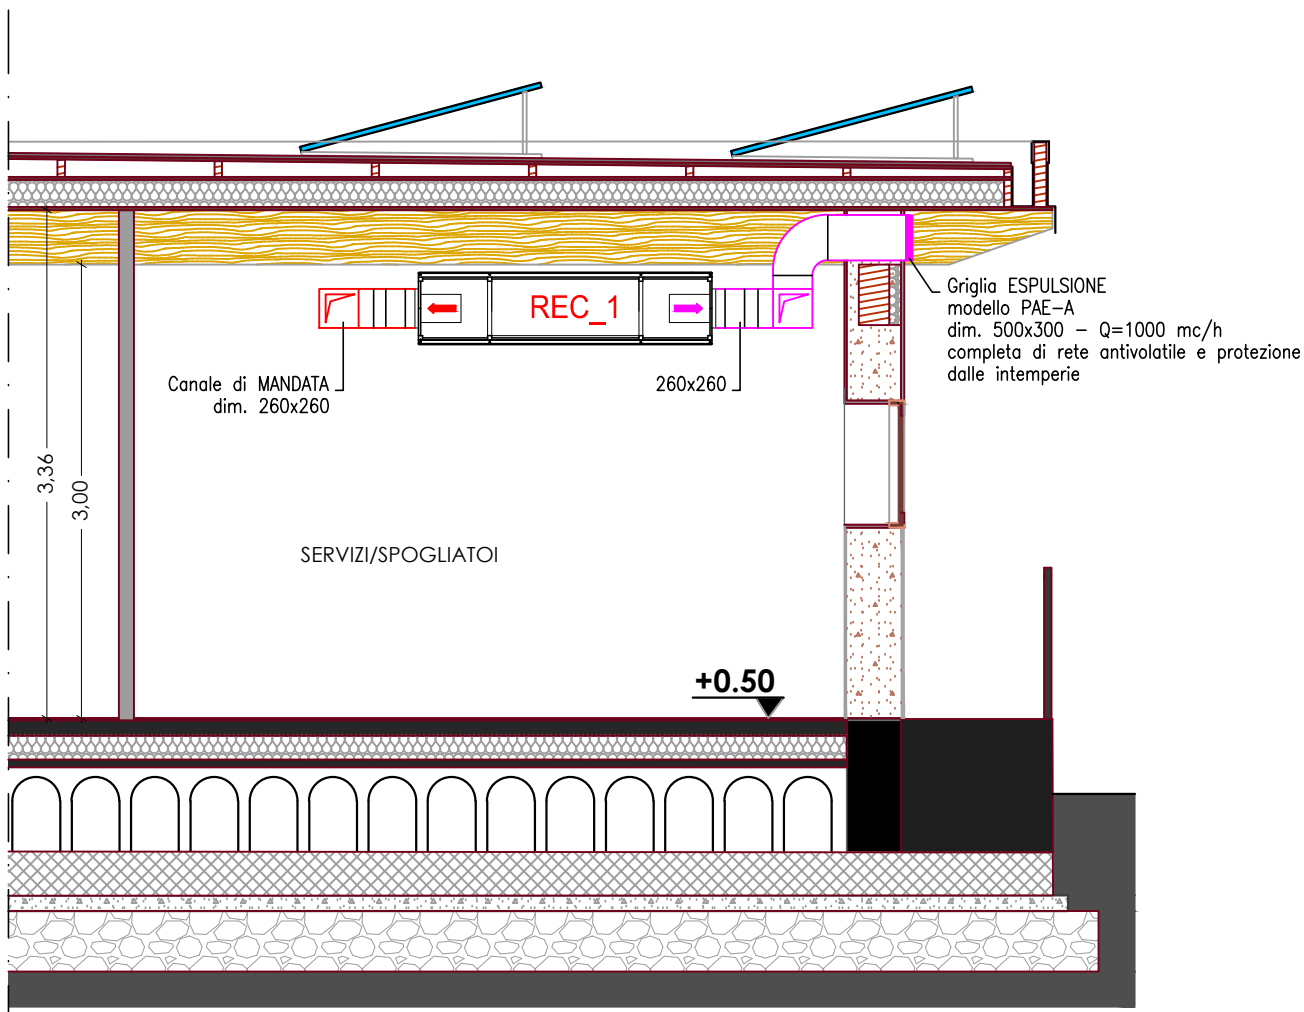 REC_1
Griglia ESPULSIONE
modello PAE-A
dim. 500x300 - Q=1000 mc/h
completa di rete antivolatile e protezione
dalle intemperie
Canale di MANDATA
dim. 260x260
260x260
3,36
3,00
SERVIZI/SPOGLIATOI
+0.50